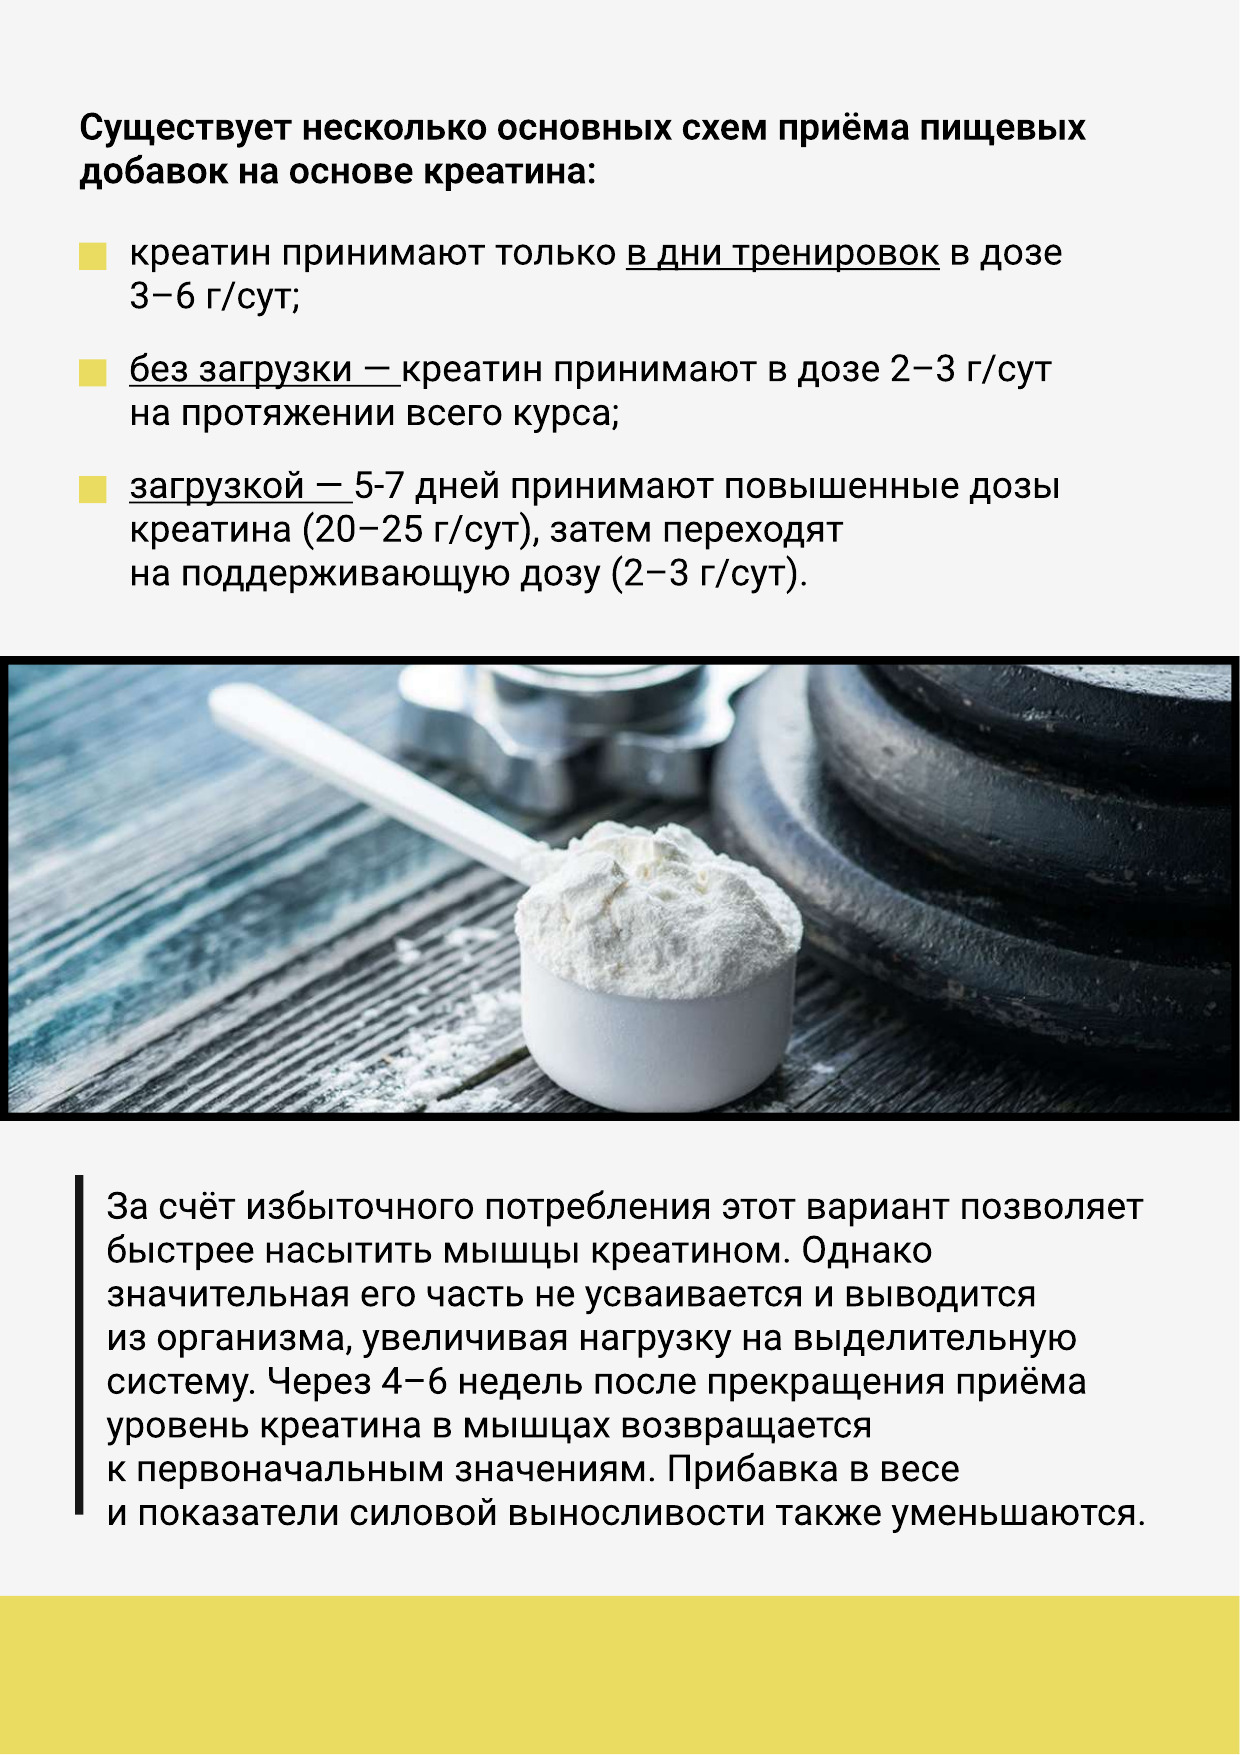 Существует несколько основных схем приёма пищевых
добавок на основе креатина:
креатин принимают только в дни тренировок в дозе
3–6 г/сут;
без загрузки — креатин принимают в дозе 2–3 г/сут
на протяжении всего курса;
загрузкой — 5-7 дней принимают повышенные дозы
креатина (20–25 г/сут), затем переходят
на поддерживающую дозу (2–3 г/сут).
За счёт избыточного потребления этот вариант позволяет
быстрее насытить мышцы креатином. Однако
значительная его часть не усваивается и выводится
из организма, увеличивая нагрузку на выделительную
систему. Через 4–6 недель после прекращения приёма
уровень креатина в мышцах возвращается
к первоначальным значениям. Прибавка в весе
и показатели силовой выносливости также уменьшаются.